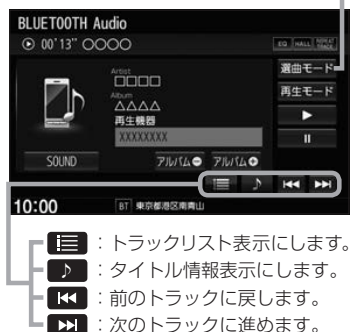 BLUETOOTH Audio
00'13" ○○○○
EQ HALL REPEAT TRACK
選曲モード
Artist
□□□□
Album
△△△△
再生モード
再生機器
XXXXXXXX
SOUND アルバム アルバム
10:00 BT 東京都港区南青山
：トラックリスト表示にします。
：タイトル情報表示にします。
：前のトラックに戻します。
：次のトラックに進めます。